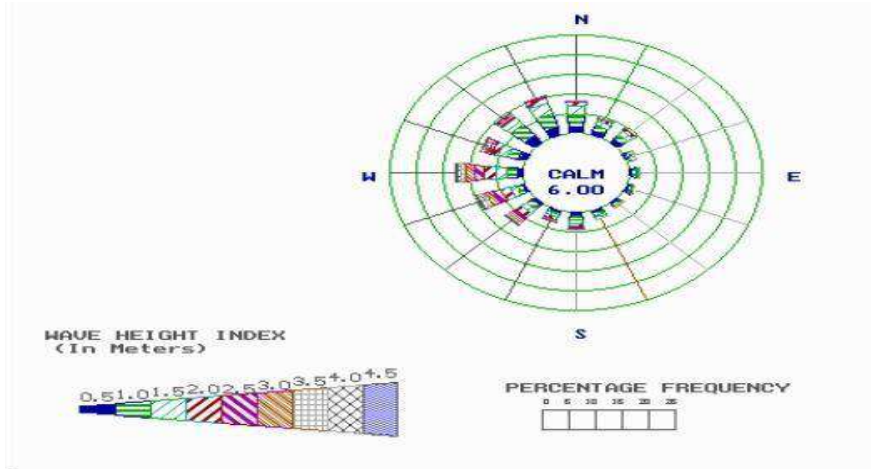 N
W
CALM
6.00
E
S
WAVE HEIGHT INDEX
(In Meters)
0.5 1.0 1.5 2.0 2.5 3.0 3.5 4.0 4.5
PERCENTAGE FREQUENCY
0 5 10 15 20 25